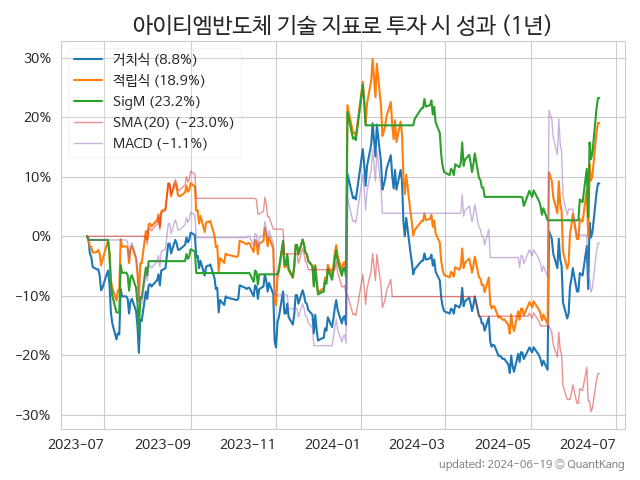 아이티엠반도체 기술 지표로 투자 시 성과 (1년)
30%
20%
10%
0%
−10%
−20%
−30%
거치식 (8.8%)
적립식 (18.9%)
SigM (23.2%)
SMA(20) (−23.0%)
MACD (−1.1%)
2023-07 2023-09 2023-11 2024-01 2024-03 2024-05 2024-07
updated: 2024-06-19 © QuantKang